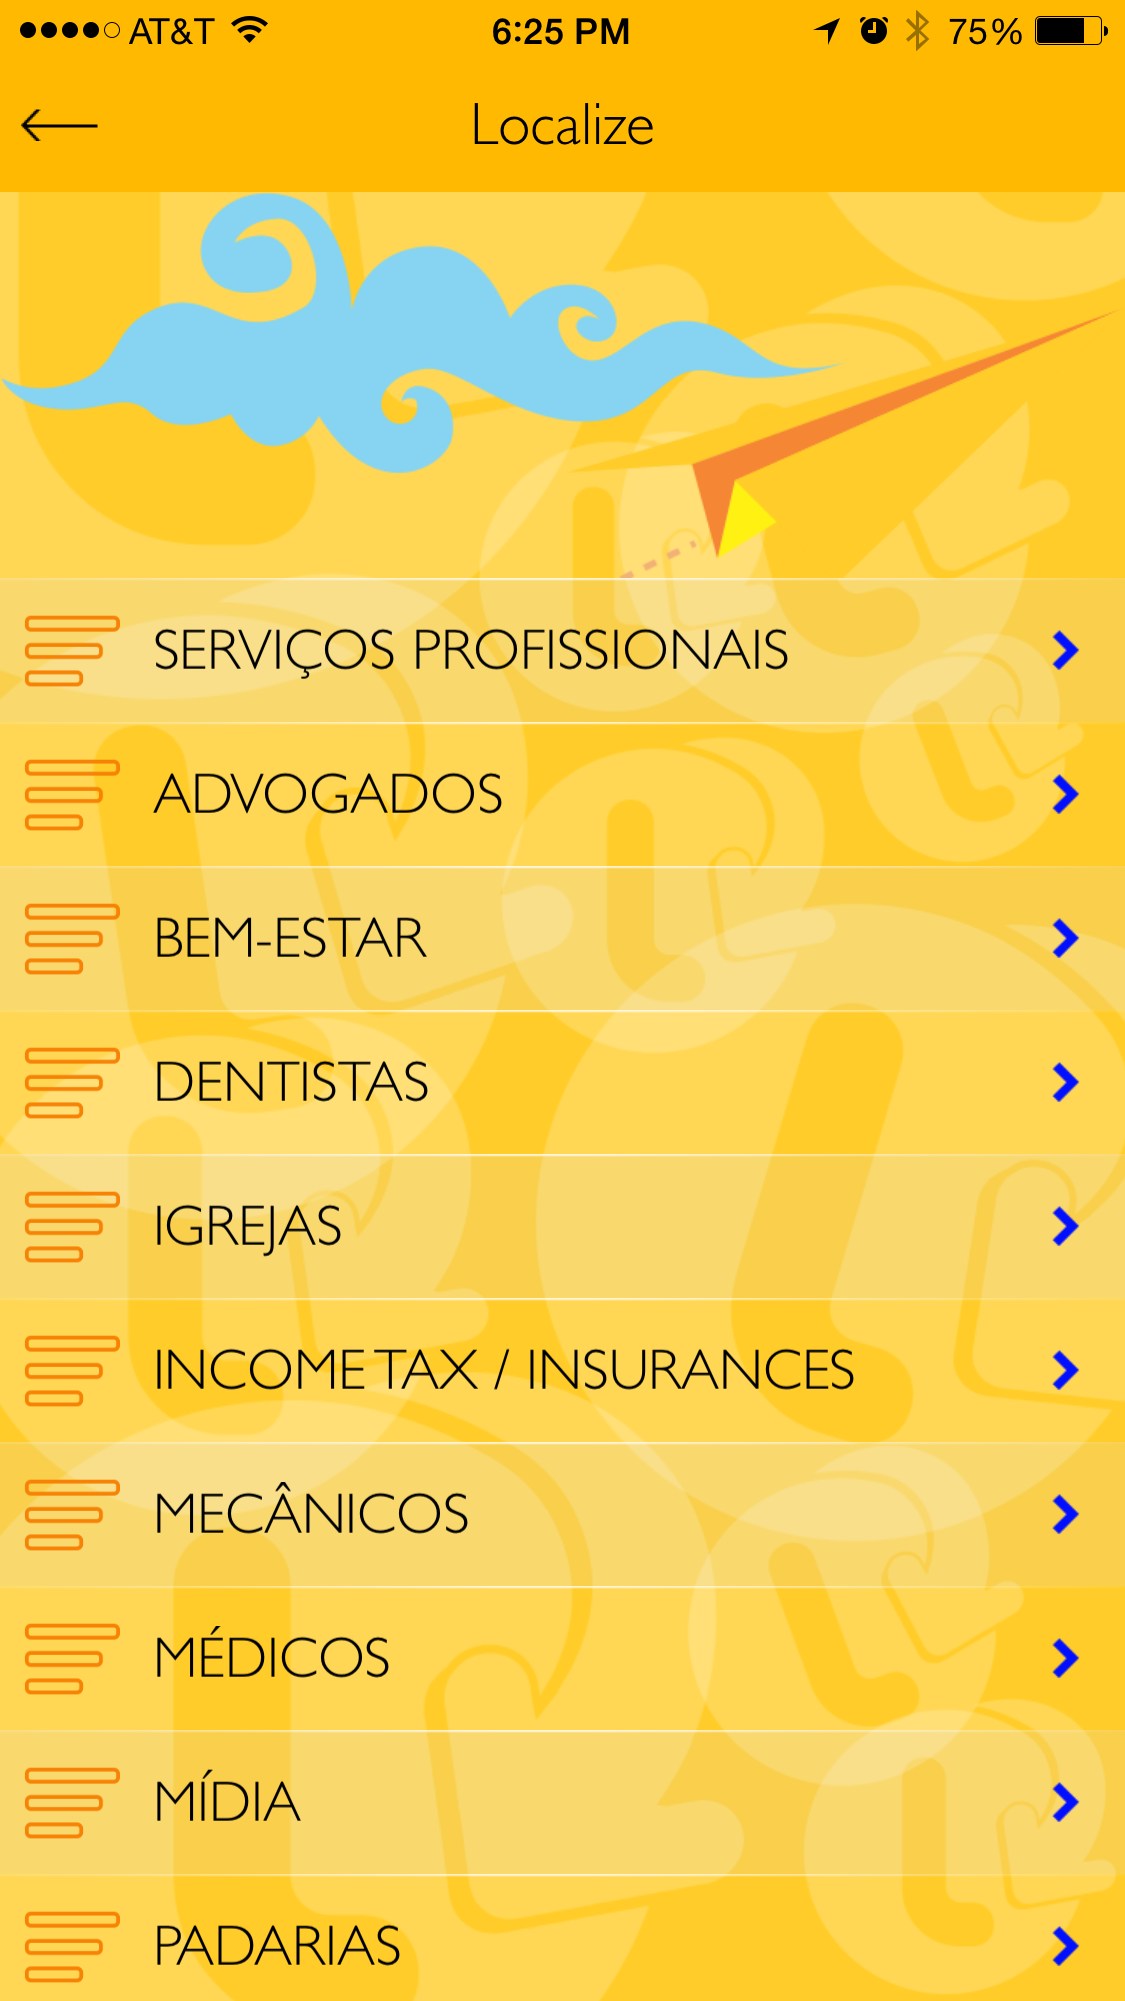 AT&T 6:25 PM 75%
Localize
SERVIÇOS PROFISSIONAIS
ADVOGADOS
BEM-ESTAR
DENTISTAS
IGREJAS
INCOME TAX / INSURANCES
MECÂNICOS
MÉDICOS
MÍDIA
PADARIAS